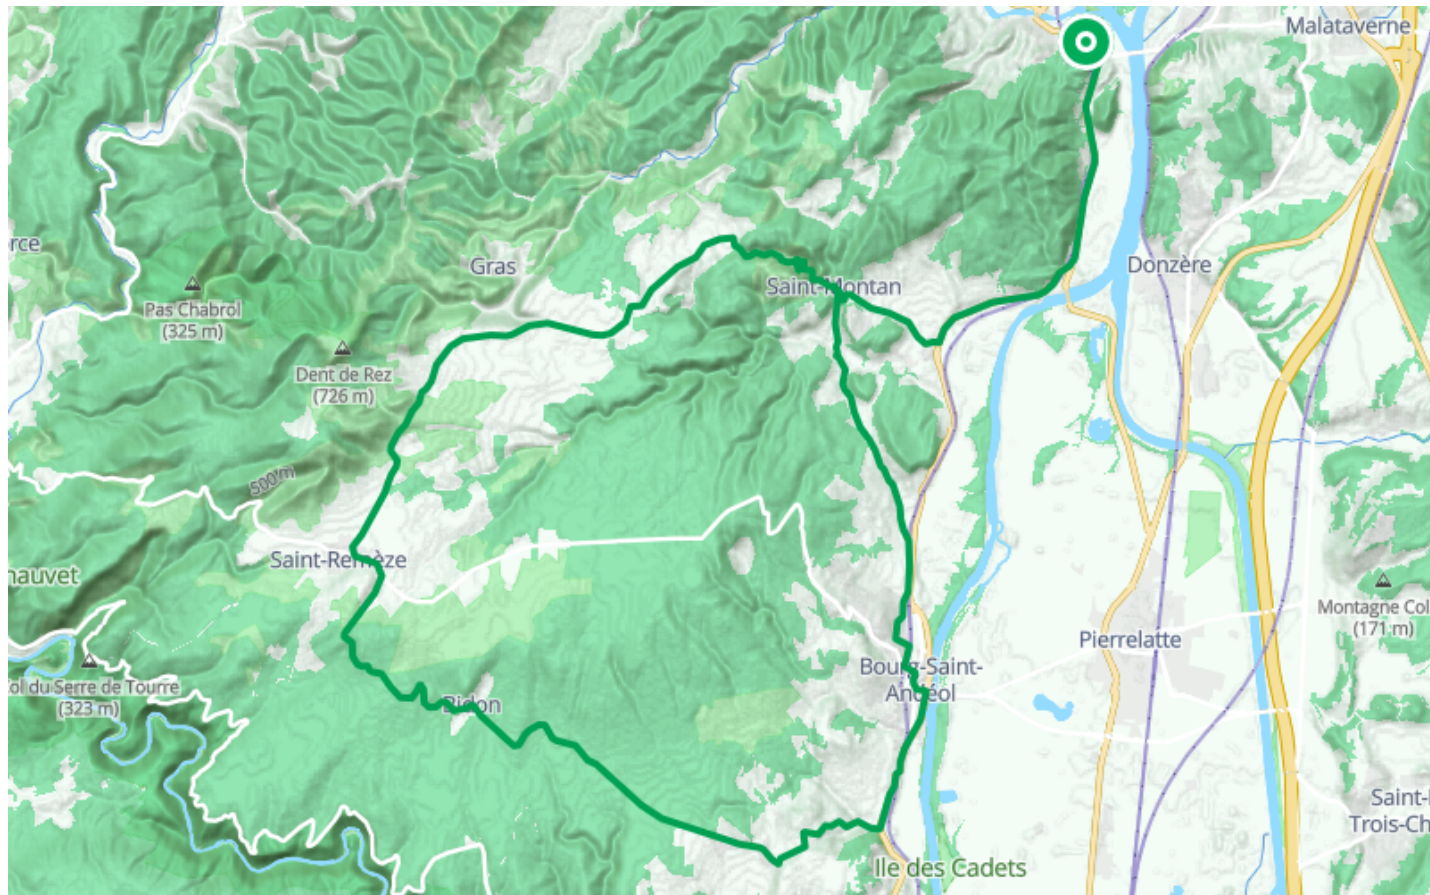 Malataverne
rce
Gras
Donzère
Saint-Montan
Pas Chabrol
(325 m)
Dent de Rez
(726 m)
500 m
Saint-Remèze
hauvet
Montagne Col
(171 m)
Pierrelatte
Bourg-Saint-
Andéol
ol du Serre de Tourre
(323 m)
Bidon
Saint-
Trois-Ch
Ile des Cadets